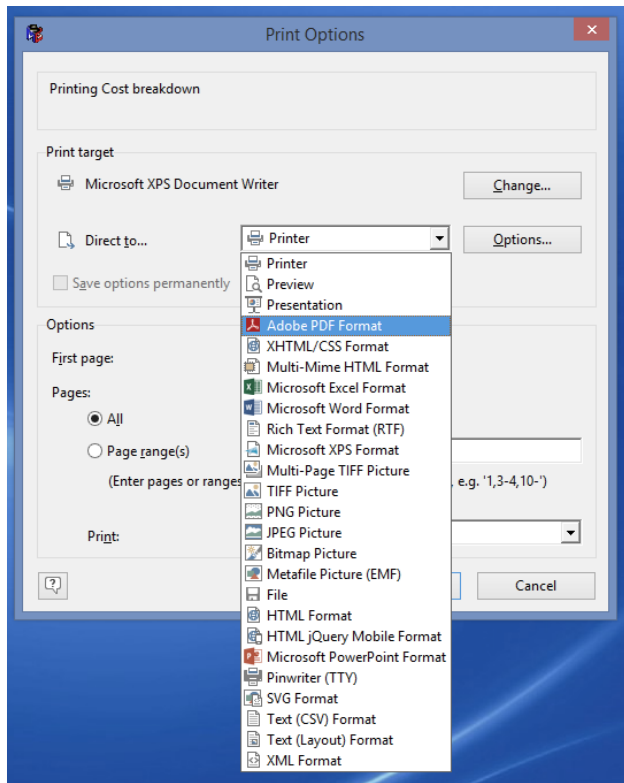 Print Options
Printing Cost breakdown
Print target
Microsoft XPS Document Writer
Change...
Direct to...
Printer
Options...
Save options permanently
Printer
Preview
Presentation
Adobe PDF Format
XHTML/CSS Format
Multi-Mime HTML Format
Microsoft Excel Format
Microsoft Word Format
Rich Text Format (RTF)
Microsoft XPS Format
Multi-Page TIFF Picture
TIFF Picture
PNG Picture
JPEG Picture
Bitmap Picture
Metafile Picture (EMF)
File
HTML Format
HTML jQuery Mobile Format
Microsoft PowerPoint Format
Pinwriter (TTY)
SVG Format
Text (CSV) Format
Text (Layout) Format
XML Format
Options
First page:
Pages:
All
Page range(s)
(Enter pages or ranges , e.g. '1,3-4,10-')
Print:
Cancel